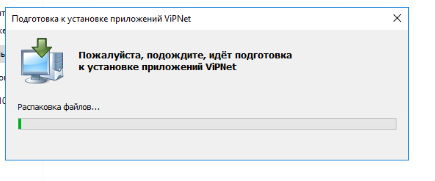 Подготовка к установке приложений ViPNet
Пожалуйста, подождите, идёт подготовка
к установке приложений ViPNet
Распаковка файлов...